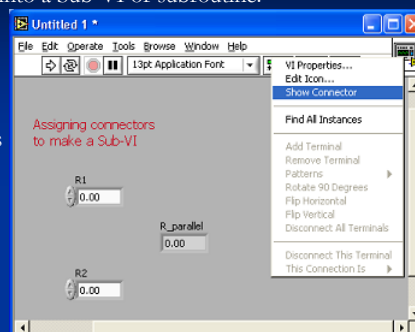 into a Sub-VI or subroutine.
Untitled 1 *
File Edit Operate Tools Browse Window Help
13pt Application Font
VI Properties...
Edit Icon...
Show Connector
Find All Instances
Add Terminal
Remove Terminal
Patterns
Rotate 90 Degrees
Flip Horizontal
Flip Vertical
Disconnect All Terminals
Disconnect This Terminal
This Connection Is
Assigning connectors
to make a Sub-VI
R1
0.00
R_parallel
0.00
R2
0.00